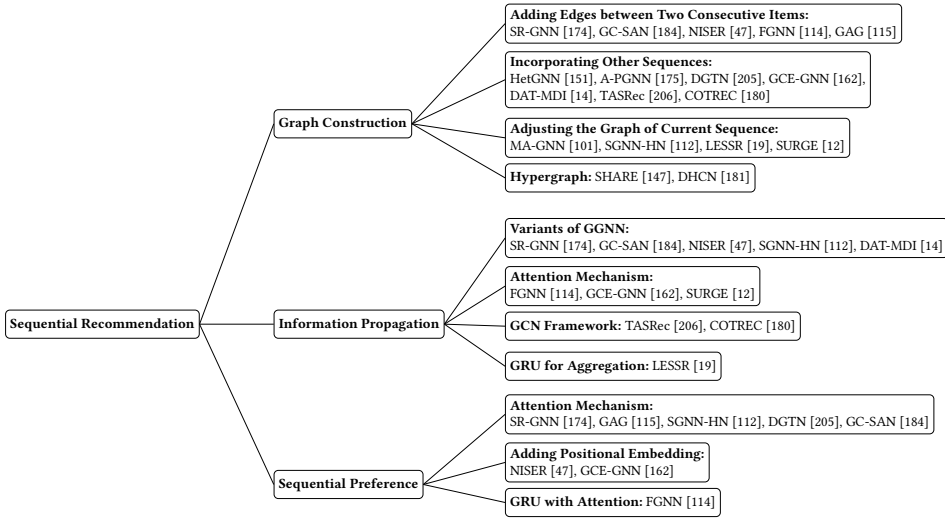 Adding Edges between Two Consecutive Items:
SR-GNN [174], GC-SAN [184], NISER [47], FGNN [114], GAG [115]
Incorporating Other Sequences:
HetGNN [151], A-PGNN [175], DGTN [205], GCE-GNN [162],
DAT-MDI [14], TASRec [206], COTREC [180]
Graph Construction
Adjusting the Graph of Current Sequence:
MA-GNN [101], SGNN-HN [112], LESSR [19], SURGE [12]
Hypergraph: SHARE [147], DHCN [181]
Variants of GGNN:
SR-GNN [174], GC-SAN [184], NISER [47], SGNN-HN [112], DAT-MDI [14]
Attention Mechanism:
FGNN [114], GCE-GNN [162], SURGE [12]
Sequential Recommendation
Information Propagation
GCN Framework: TASRec [206], COTREC [180]
GRU for Aggregation: LESSR [19]
Attention Mechanism:
SR-GNN [174], GAG [115], SGNN-HN [112], DGTN [205], GC-SAN [184]
Adding Positional Embedding:
NISER [47], GCE-GNN [162]
Sequential Preference
GRU with Attention: FGNN [114]